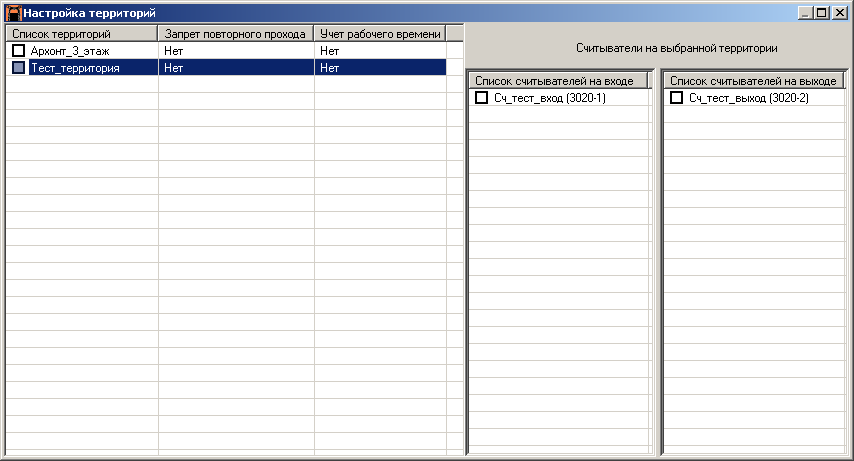 Настройка территорий
Список территорий Запрет повторного прохода Учет рабочего времени
Архонт_3_этаж Нет Нет
Тест_территория Нет Нет
Считыватели на выбранной территории
Список считывателей на входе
Сч_тест_вход (3020-1)
Список считывателей на выходе
Сч_тест_выход (3020-2)